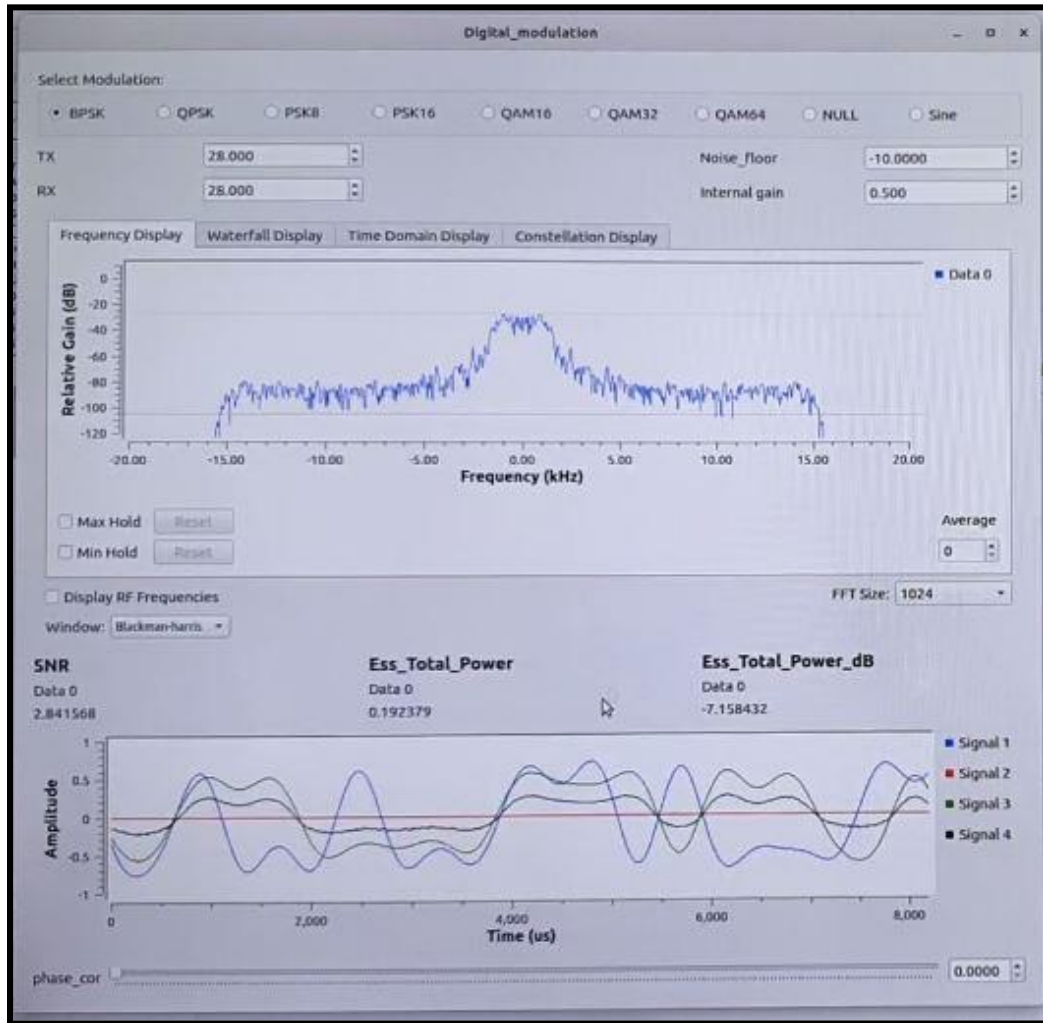 Digital_modulation
Select Modulation:
BPSK QPSK PSK8 PSK16 QAM16 QAM32 QAM64 NULL Sine
TX 28.000 Noise_floor -10.0000
RX 28.000 Internal gain 0.500
Frequency Display Waterfall Display Time Domain Display Constellation Display
Data 0
Relative Gain (dB)
0
-20
-40
-60
-80
-100
-120
-20.00 -15.00 -10.00 -5.00 0.00 5.00 10.00 15.00 20.00
Frequency (kHz)
Max Hold Reset Average
Min Hold Reset 0
Display RF Frequencies FFT Size: 1024
Window: Blackman-harris
SNR Ess_Total_Power Ess_Total_Power_dB
Data 0 Data 0 Data 0
2.841568 0.192379 -7.158432
Amplitude
1
0.5
0
-0.5
-1
Signal 1
Signal 2
Signal 3
Signal 4
0 2,000 4,000 6,000 8,000
Time (us)
phase_cor 0.0000